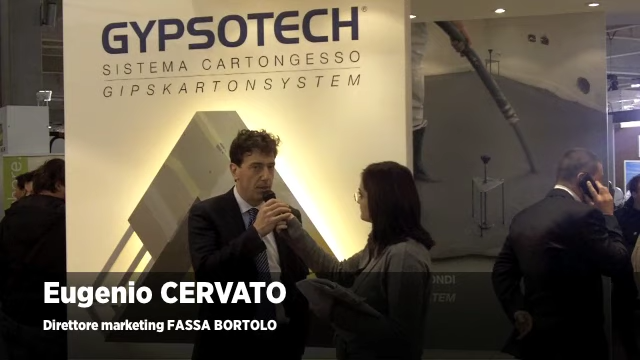 GYPSOTECH®
SISTEMA CARTONGESSO
GIPSKARTONSYSTEM
Eugenio CERVATO
Direttore marketing FASSA BORTOLO